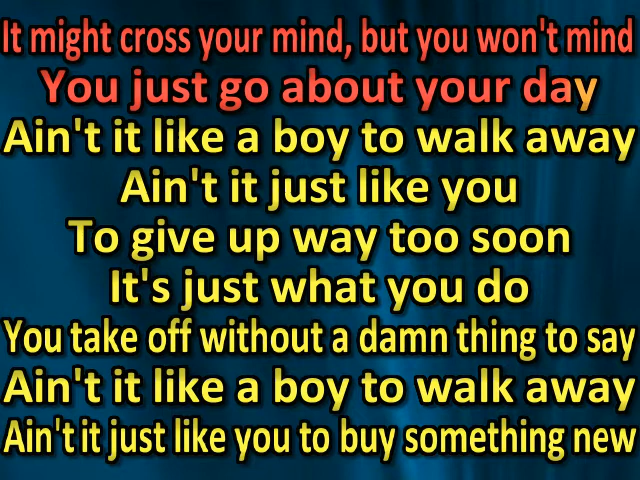 It might cross your mind, but you won't mind
You just go about your day
Ain't it like a boy to walk away
Ain't it just like you
To give up way too soon
It's just what you do
You take off without a damn thing to say
Ain't it like a boy to walk away
Ain't it just like you to buy something new